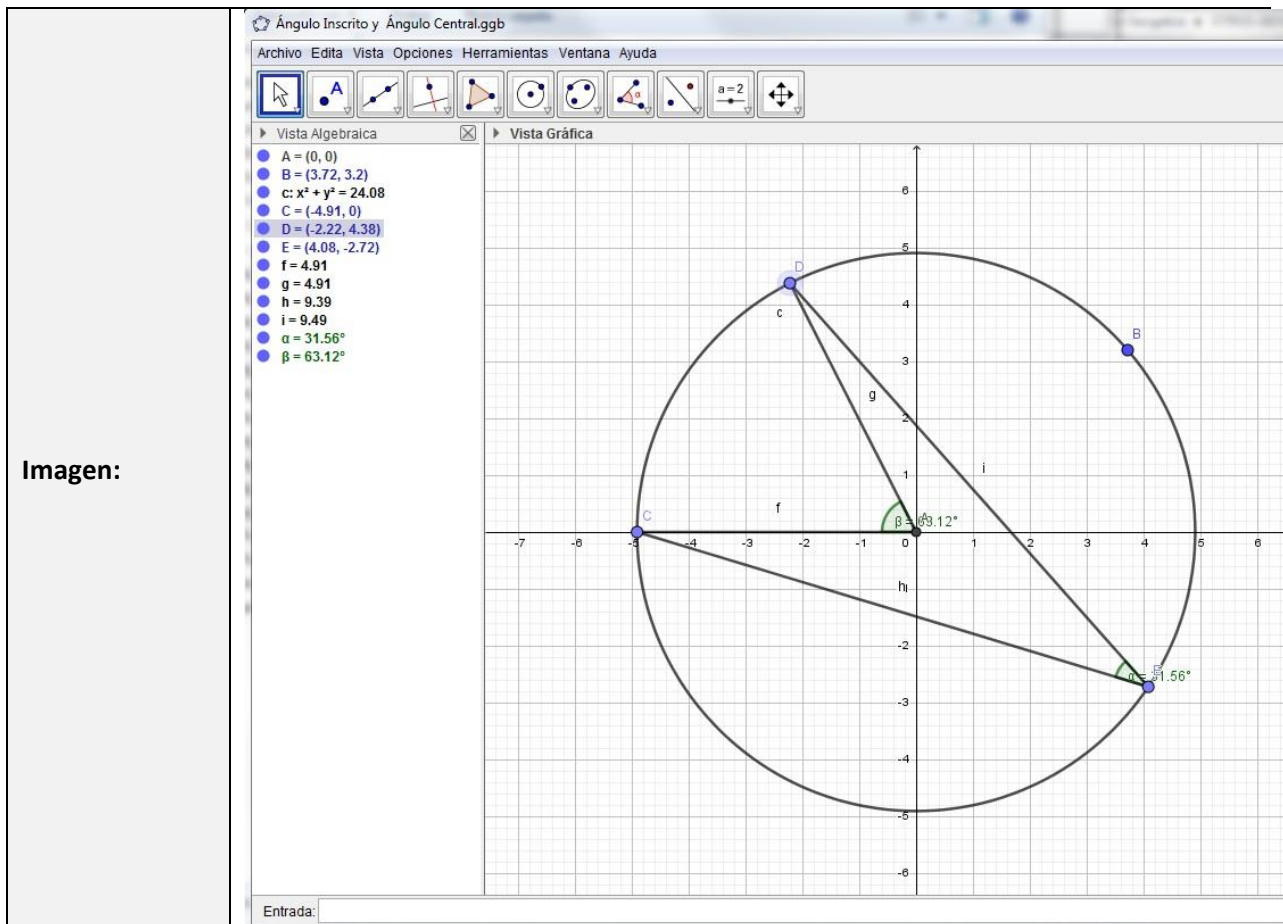 Imagen:
Ángulo Inscrito y Ángulo Central.ggb
Archivo Edita Vista Opciones Herramientas Ventana Ayuda
A
α
a = 2
Vista Algebraica
Vista Gráfica
A = (0, 0)
B = (3.72, 3.2)
c: x² + y² = 24.08
C = (-4.91, 0)
D = (-2.22, 4.38)
E = (4.08, -2.72)
f = 4.91
g = 4.91
h = 9.39
i = 9.49
α = 31.56°
β = 63.12°
6
5
D
4
c
B
3
g
2
i
1
f
C
β = 63.12°
A
-7 -6 -5 -4 -3 -2 -1 0 1 2 3 4 5 6
h
-2
E
α = 31.56°
-3
-4
-5
-6
Entrada: